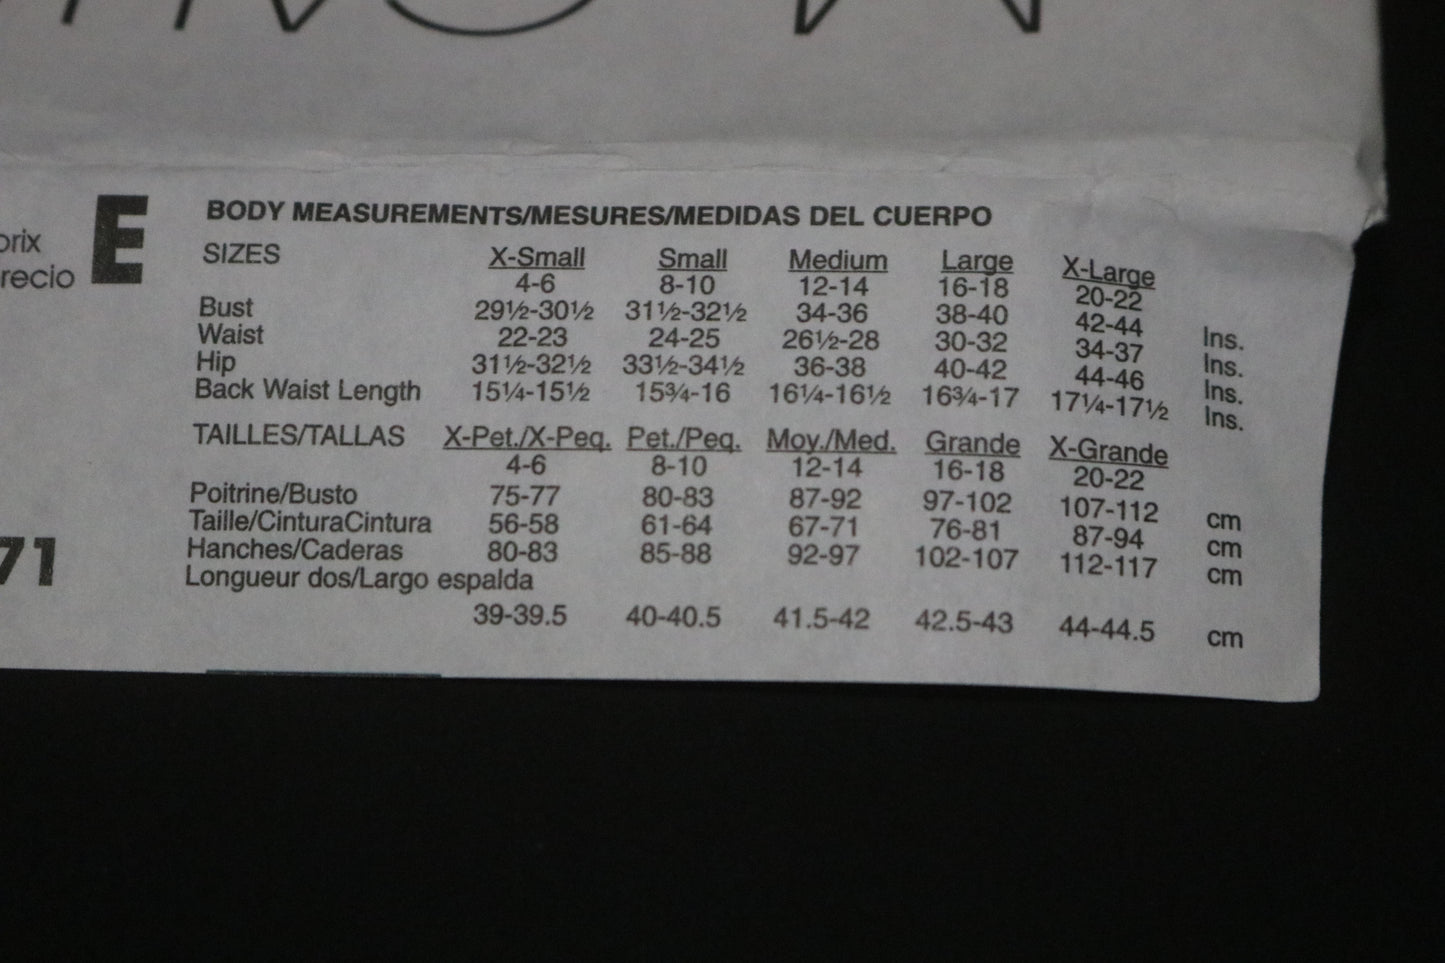 prix
recio
E
71
BODY MEASUREMENTS/MESURES/MEDIDAS DEL CUERPO
SIZES X-Small Small Medium Large X-Large
4-6 8-10 12-14 16-18 20-22
Bust 29½-30½ 31½-32½ 34-36 38-40 42-44 Ins.
Waist 22-23 24-25 26½-28 30-32 34-37 Ins.
Hip 31½-32½ 33½-34½ 36-38 40-42 44-46 Ins.
Back Waist Length 15¼-15½ 15¾-16 16¼-16½ 16¾-17 17¼-17½ Ins.
TAILLES/TALLAS X-Pet./X-Peq. Pet./Peq. Moy./Med. Grande X-Grande
4-6 8-10 12-14 16-18 20-22
Poitrine/Busto 75-77 80-83 87-92 97-102 107-112 cm
Taille/CinturaCintura 56-58 61-64 67-71 76-81 87-94 cm
Hanches/Caderas 80-83 85-88 92-97 102-107 112-117 cm
Longueur dos/Largo espalda
39-39.5 40-40.5 41.5-42 42.5-43 44-44.5 cm